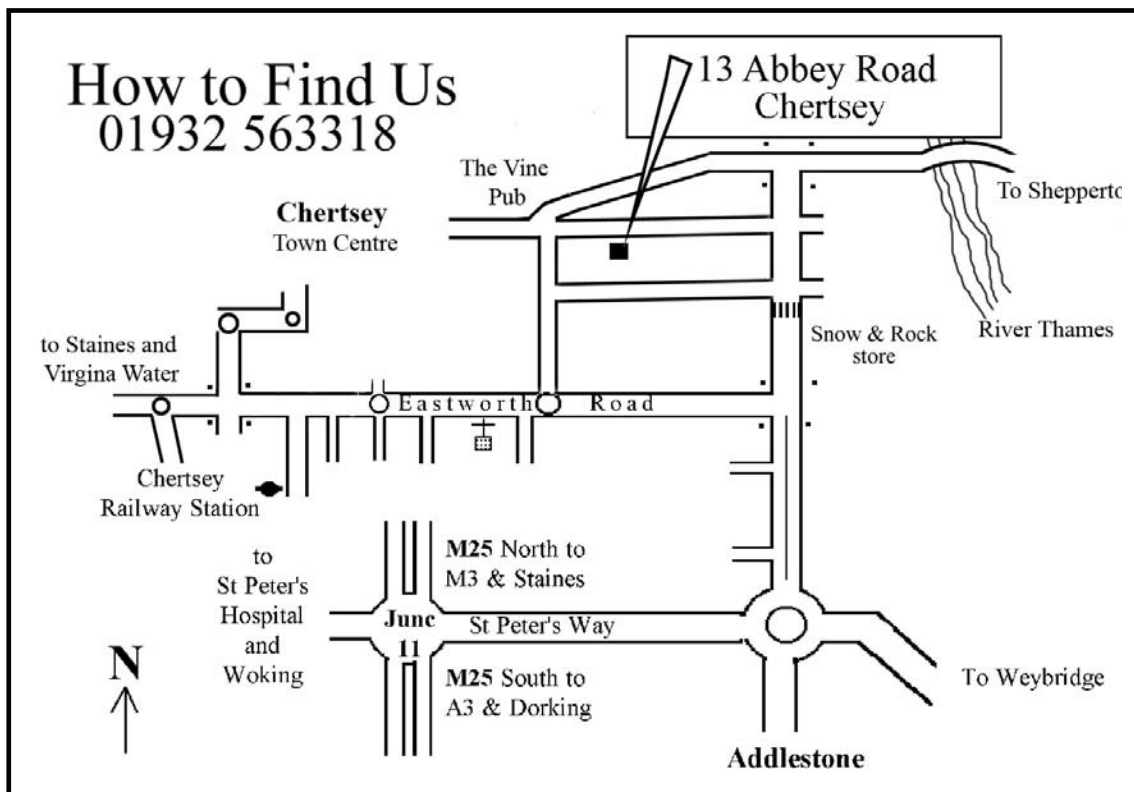 How to Find Us
01932 563318
13 Abbey Road
Chertsey
The Vine
Pub
To Shepperto
Chertsey
Town Centre
River Thames
Snow & Rock
store
to Staines and
Virgina Water
Eastworth Road
Chertsey
Railway Station
M25 North to
M3 & Staines
to
St Peter's
Hospital
and
Woking
Junc
11
St Peter's Way
M25 South to
A3 & Dorking
N
To Weybridge
Addlestone